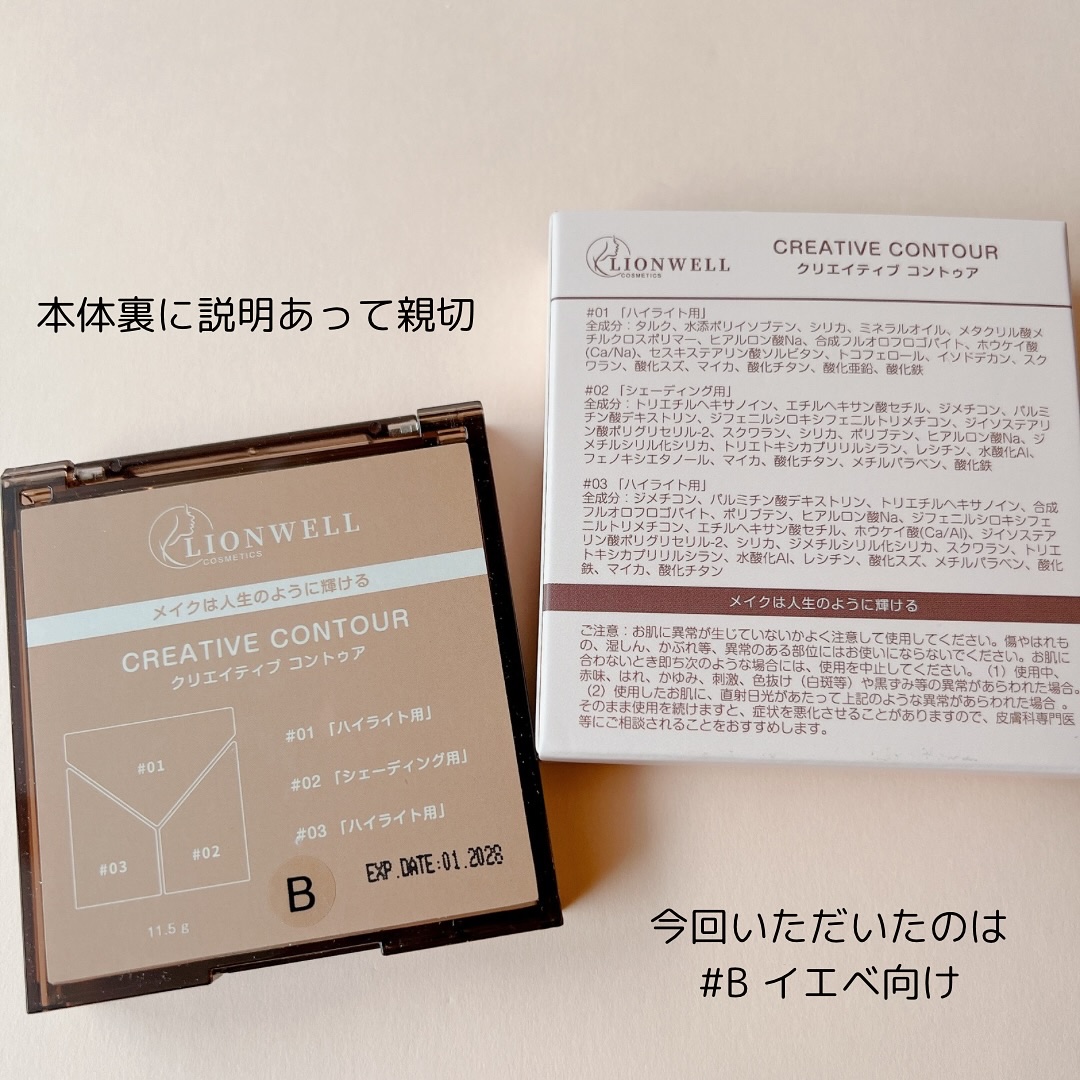 本体裏に説明あって親切
LIONWELL
COSMETICS
メイクは人生のように輝ける
CREATIVE CONTOUR
クリエイティブ コントゥア
#01
#03
#02
11.5 g
#01 「ハイライト用」
#02 「シェーディング用」
#03 「ハイライト用」
B
EXP.DATE:01.2028
LIONWELL
COSMETICS
CREATIVE CONTOUR
クリエイティブ コントゥア
#01 「ハイライト用」
全成分：タルク、水添ポリイソブテン、シリカ、ミネラルオイル、メタクリル酸メ
チルクロスポリマー、ヒアルロン酸Na、合成フルオロフロゴパイト、ホウケイ酸
(Ca/Na)、セスキステアリン酸ソルビタン、トコフェロール、イソドデカン、スク
ワラン、酸化スズ、マイカ、酸化チタン、酸化亜鉛、酸化鉄
#02 「シェーディング用」
全成分：トリエチルヘキサノイン、エチルヘキサン酸セチル、ジメチコン、パルミ
チン酸デキストリン、ジフェニルシロキシフェニルトリメチコン、ジイソステアリ
ン酸ポリグリセリル-2、スクワラン、シリカ、ポリブテン、ヒアルロン酸Na、ジ
メチルシリル化シリカ、トリエトキシカプリリルシラン、レシチン、水酸化Al、
フェノキシエタノール、マイカ、酸化チタン、メチルパラベン、酸化鉄
#03 「ハイライト用」
全成分：ジメチコン、パルミチン酸デキストリン、トリエチルヘキサノイン、合成
フルオロフロゴパイト、ポリブテン、ヒアルロン酸Na、ジフェニルシロキシフェ
ニルトリメチコン、エチルヘキサン酸セチル、ホウケイ酸(Ca/Al)、ジイソステア
リン酸ポリグリセリル-2、シリカ、ジメチルシリル化シリカ、スクワラン、トリエ
トキシカプリリルシラン、水酸化Al、レシチン、酸化スズ、メチルパラベン、酸化
鉄、マイカ、酸化チタン
メイクは人生のように輝ける
ご注意：お肌に異常が生じていないかよく注意して使用してください。傷やはれも
の、湿しん、かぶれ等、異常のある部位にはお使いにならないでください。お肌に
合わないとき即ち次のような場合には、使用を中止してください。（1）使用中、
赤味、はれ、かゆみ、刺激、色抜け（白斑等）や黒ずみ等の異常があらわれた場合。
（2）使用したお肌に、直射日光があたって上記のような異常があらわれた場合 。
そのまま使用を続けますと、症状を悪化させることがありますので、皮膚科専門医
等にご相談されることをおすすめします。
今回いただいたのは
#B イエベ向け